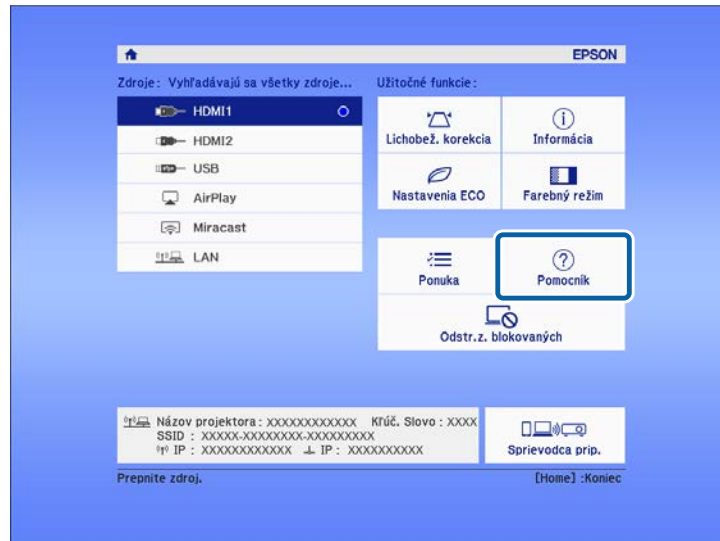 EPSON
Zdroje: Vyhľadávajú sa všetky zdroje...
HDMI1
HDMI2
USB
AirPlay
Miracast
LAN
Užitočné funkcie:
Lichobež. korekcia
Informácia
Nastavenia ECO
Farebný režim
Ponuka
Pomocník
Odstr.z. blokovaných
Názov projektora : XXXXXXXXXXXX Kľúč. Slovo : XXXX
SSID : XXXXX-XXXXXXXX-XXXXXXXXX
IP : XXXXXXXXXXXX IP : XXXXXXXXXX
Sprievodca prip.
Prepnite zdroj.
[Home] :Koniec